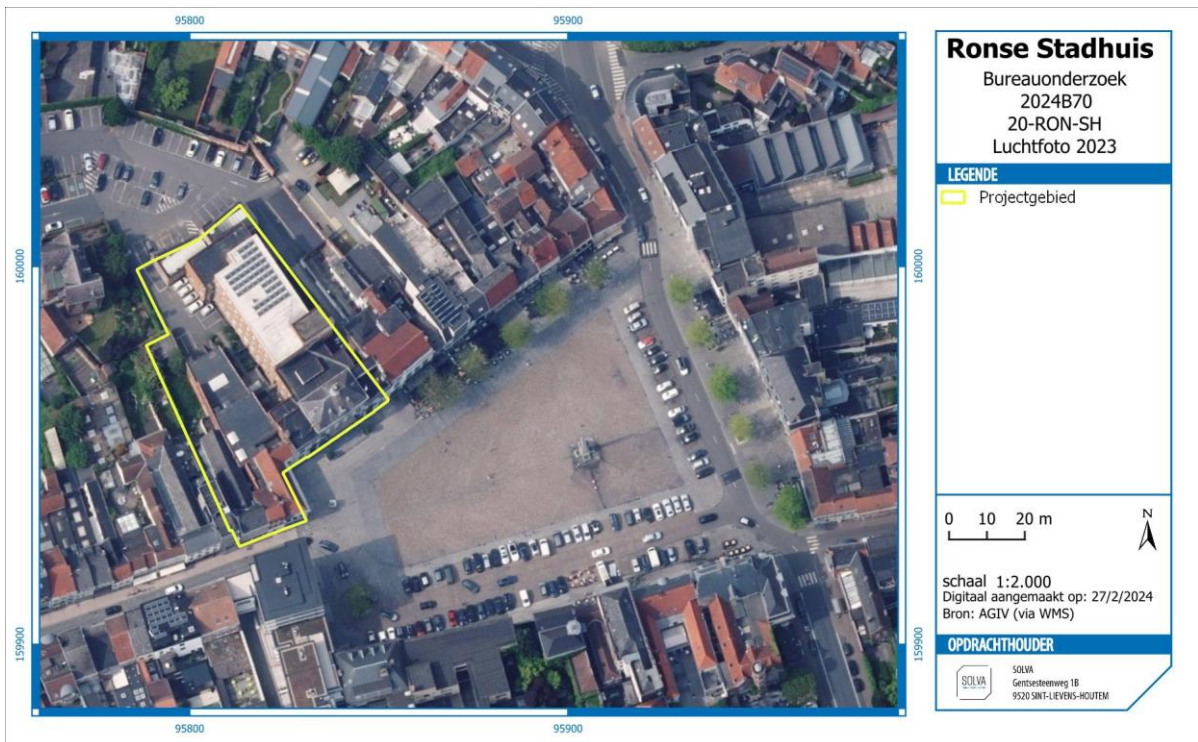 95800
95900
160000
159900
160000
159900
95800
95900
Ronse Stadhuis
Bureauonderzoek
2024B70
20-RON-SH
Luchtfoto 2023
LEGENDE
Projectgebied
0 10 20 m
N
schaal 1:2.000
Digitaal aangemaakt op: 27/2/2024
Bron: AGIV (via WMS)
OPDRACHTHOUDER
SOLVA
SOLVA
Gentsesteenweg 1B
9520 SINT-LIEVENS-HOUTEM